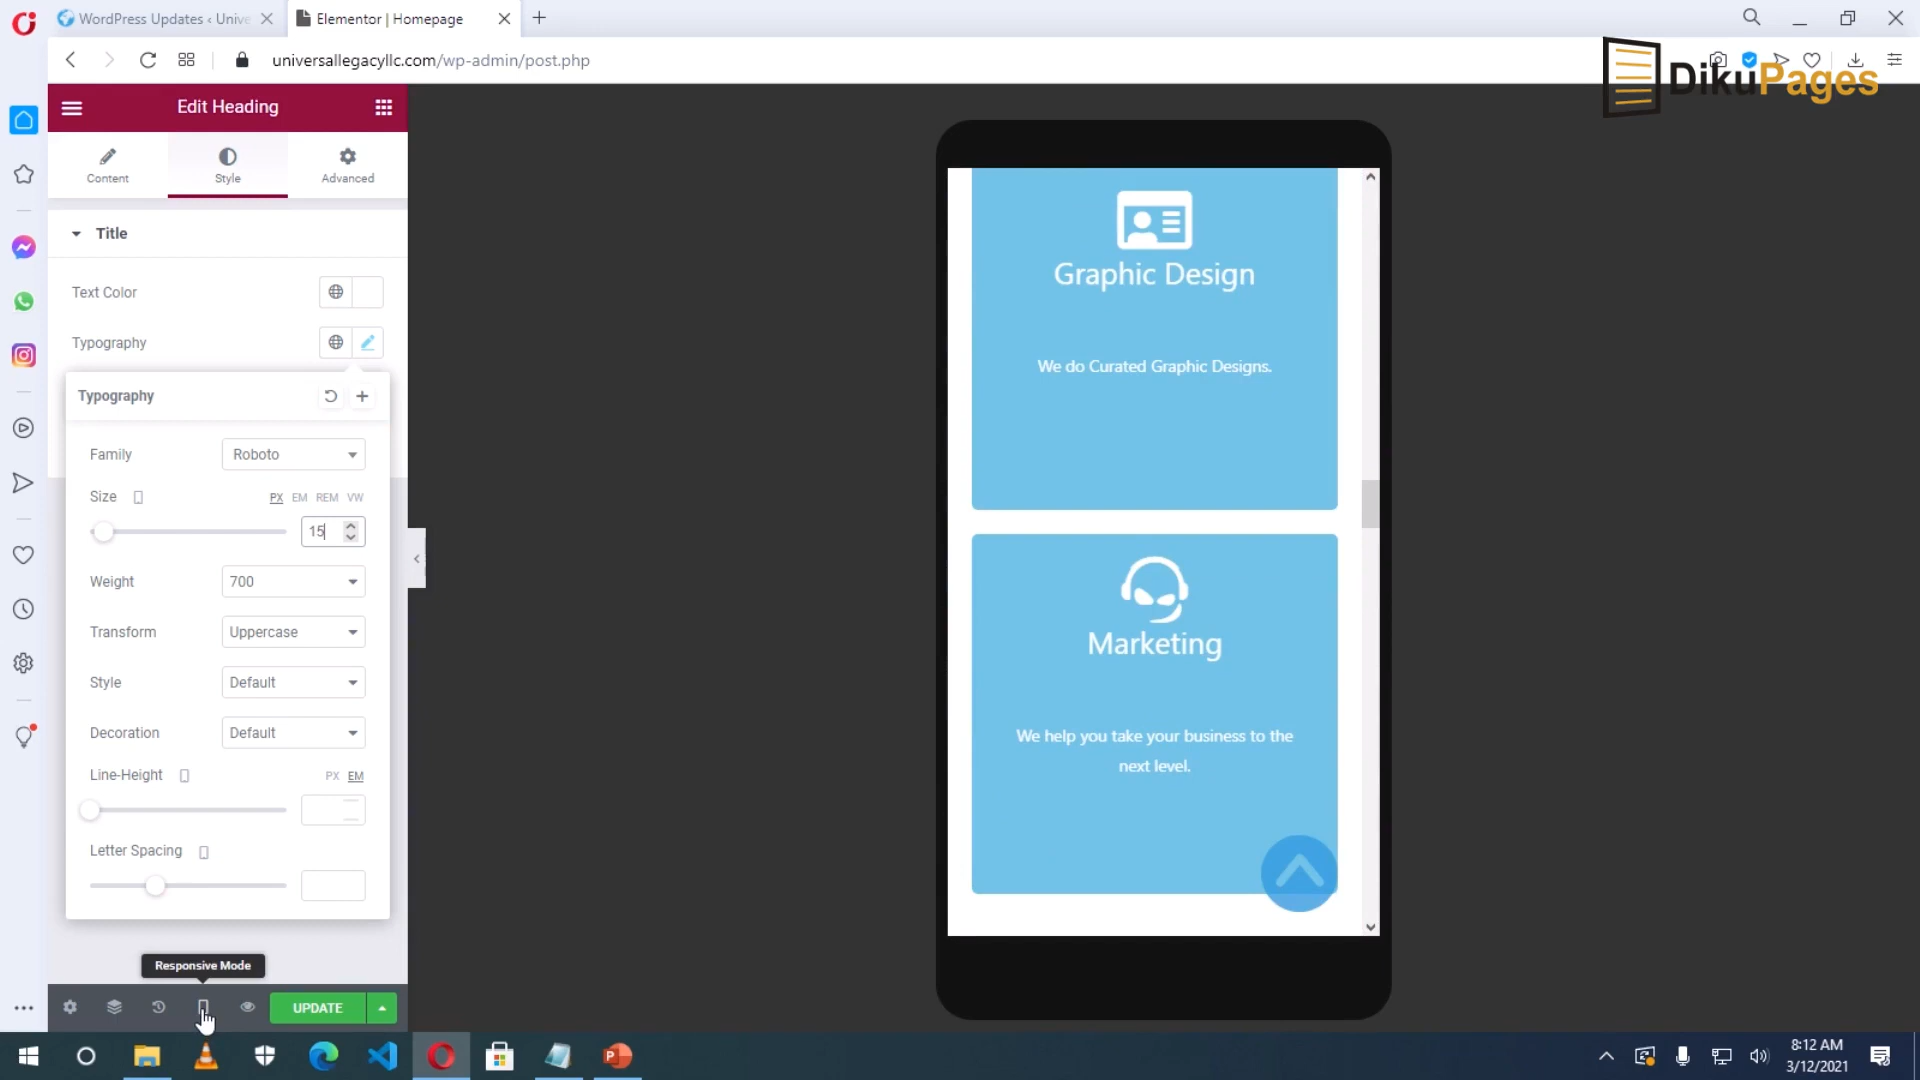 WordPress Updates ‹ Unive
Elementor | Homepage
universallegacyllc.com/wp-admin/post.php
DikuPages
Edit Heading
Content
Style
Advanced
Title
Text Color
Typography
Typography
Family
Roboto
Size
PX EM REM VW
15
Weight
700
Transform
Uppercase
Style
Default
Decoration
Default
Line-Height
PX EM
Letter Spacing
Responsive Mode
UPDATE
Graphic Design
We do Curated Graphic Designs.
Marketing
We help you take your business to the
next level.
8:12 AM
3/12/2021